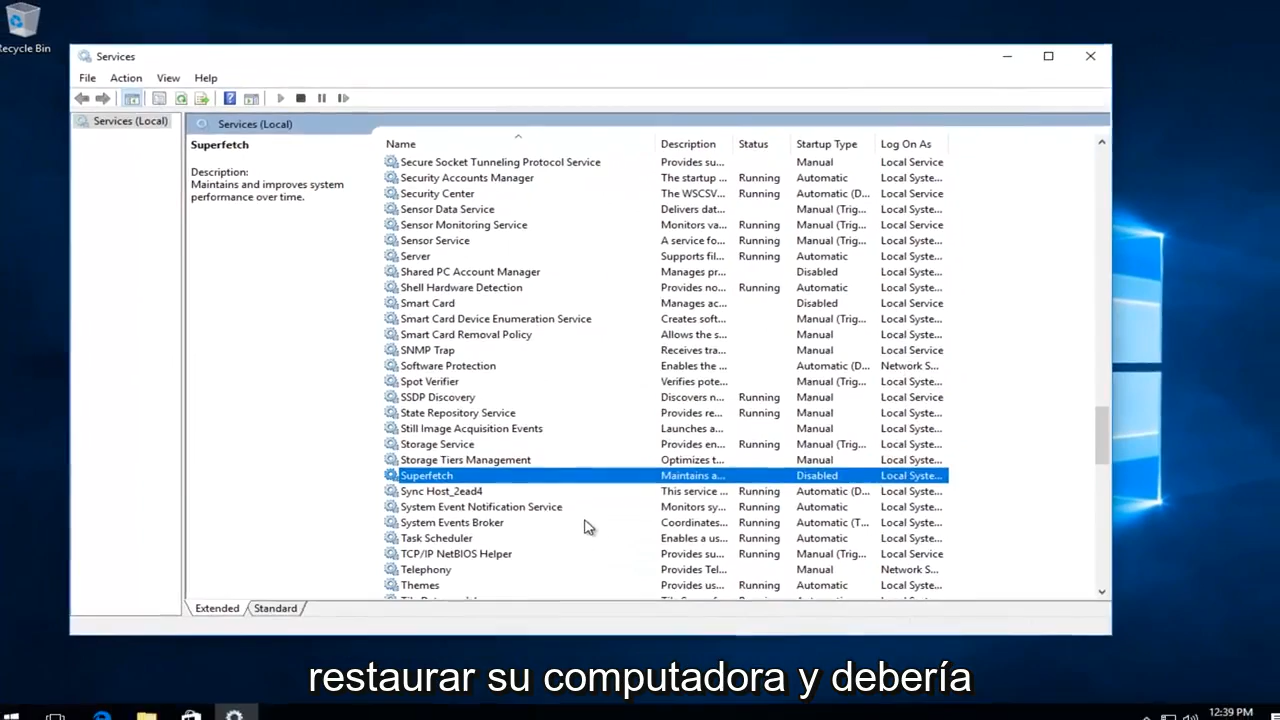 Recycle Bin
Services
File Action View Help
Services (Local)
Services (Local)
Superfetch
Description:
Maintains and improves system
performance over time.
Name Description Status Startup Type Log On As
Secure Socket Tunneling Protocol Service Provides su... Manual Local Service
Security Accounts Manager The startup ... Running Automatic Local Syste...
Security Center The WSCSV... Running Automatic (D... Local Service
Sensor Data Service Delivers dat... Manual (Trig... Local Syste...
Sensor Monitoring Service Monitors va... Running Manual (Trig... Local Service
Sensor Service A service fo... Running Manual (Trig... Local Syste...
Server Supports fil... Running Automatic Local Syste...
Shared PC Account Manager Manages pr... Disabled Local Syste...
Shell Hardware Detection Provides no... Running Automatic Local Syste...
Smart Card Manages ac... Disabled Local Service
Smart Card Device Enumeration Service Creates soft... Manual (Trig... Local Syste...
Smart Card Removal Policy Allows the s... Manual Local Syste...
SNMP Trap Receives tra... Manual Local Service
Software Protection Enables the ... Automatic (D... Network S...
Spot Verifier Verifies pote... Manual (Trig... Local Syste...
SSDP Discovery Discovers n... Running Manual Local Service
State Repository Service Provides re... Running Manual Local Syste...
Still Image Acquisition Events Launches a... Manual Local Syste...
Storage Service Provides en... Running Manual (Trig... Local Syste...
Storage Tiers Management Optimizes t... Manual Local Syste...
Superfetch Maintains a... Disabled Local Syste...
Sync Host_2ead4 This service ... Running Automatic (D... Local Syste...
System Event Notification Service Monitors sy... Running Automatic Local Syste...
System Events Broker Coordinates... Running Automatic (T... Local Syste...
Task Scheduler Enables a us... Running Automatic Local Syste...
TCP/IP NetBIOS Helper Provides su... Running Manual (Trig... Local Service
Telephony Provides Tel... Manual Network S...
Themes Provides us... Running Automatic Local Syste...
Extended Standard
restaurar su computadora y debería
12:39 PM